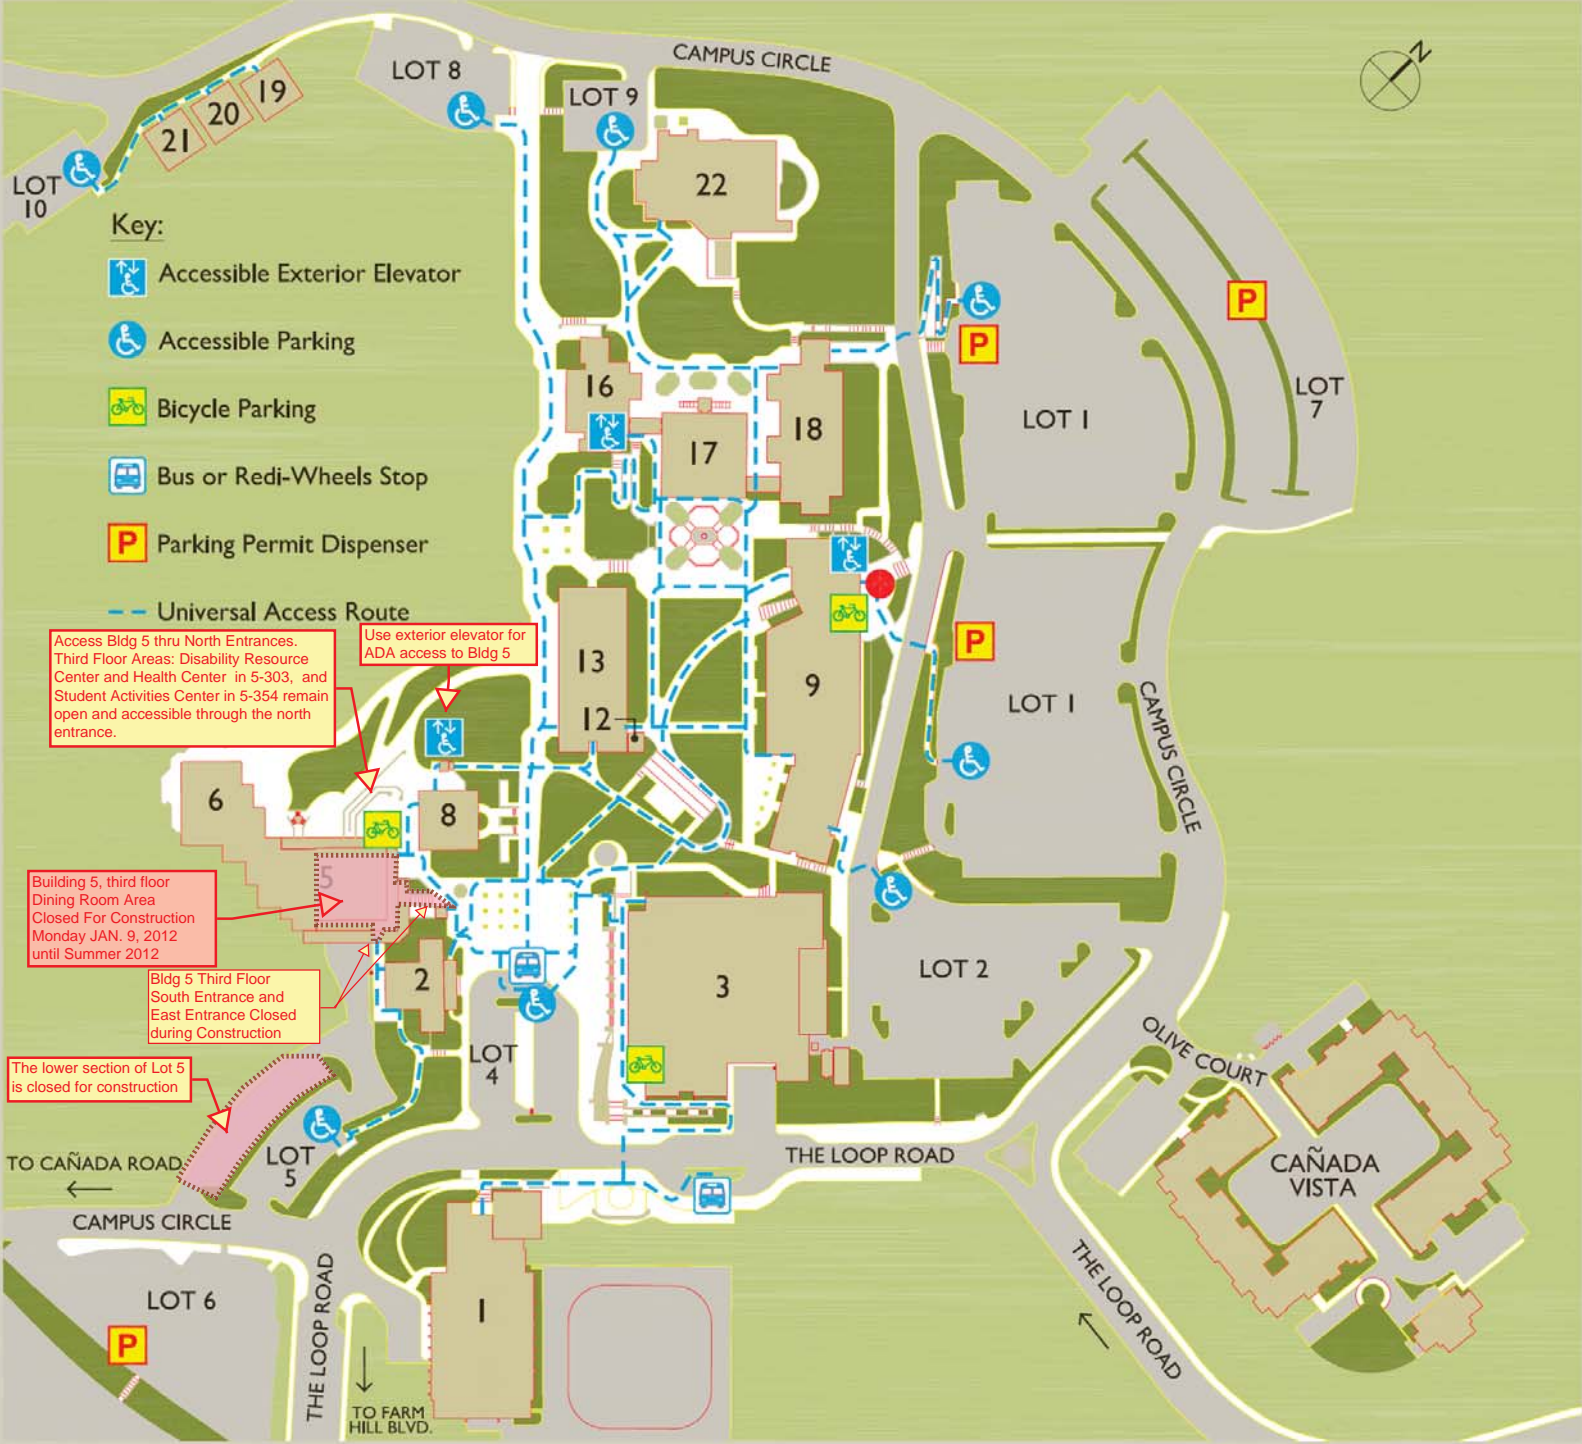 CAMPUS CIRCLE
N
LOT 8
LOT 9
19
20
21
22
LOT
10
Key:
Accessible Exterior Elevator
Accessible Parking
Bicycle Parking
Bus or Redi-Wheels Stop
P Parking Permit Dispenser
Universal Access Route
P
P
LOT
7
LOT 1
16
17
18
Access Bldg 5 thru North Entrances.
Third Floor Areas: Disability Resource
Center and Health Center in 5-303, and
Student Activities Center in 5-354 remain
open and accessible through the north
entrance.
Use exterior elevator for
ADA access to Bldg 5
13
12
9
P
LOT 1
CAMPUS CIRCLE
6
8
5
Building 5, third floor
Dining Room Area
Closed For Construction
Monday JAN. 9, 2012
until Summer 2012
Bldg 5 Third Floor
South Entrance and
East Entrance Closed
during Construction
2
3
LOT 2
LOT
4
The lower section of Lot 5
is closed for construction
LOT
5
OLIVE COURT
TO CAÑADA ROAD
THE LOOP ROAD
CAÑADA
VISTA
CAMPUS CIRCLE
THE LOOP ROAD
THE LOOP ROAD
LOT 6
P
1
TO FARM
HILL BLVD.